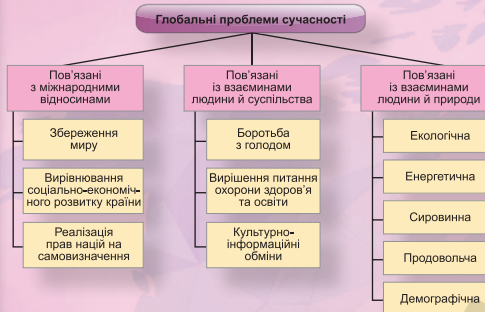 Глобальні проблеми сучасності
Пов'язані
з міжнародними
відносинами
Збереження
миру
Вирівнювання
соціально-економіч-
ного розвитку країни
Реалізація
прав націй на
самовизначення
Пов'язані
із взаєминами
людини й суспільства
Боротьба
з голодом
Вирішення питання
охорони здоров'я
та освіти
Культурно-
інформаційні
обміни
Пов'язані
із взаєминами
людини й природи
Екологічна
Енергетична
Сировинна
Продовольча
Демографічна